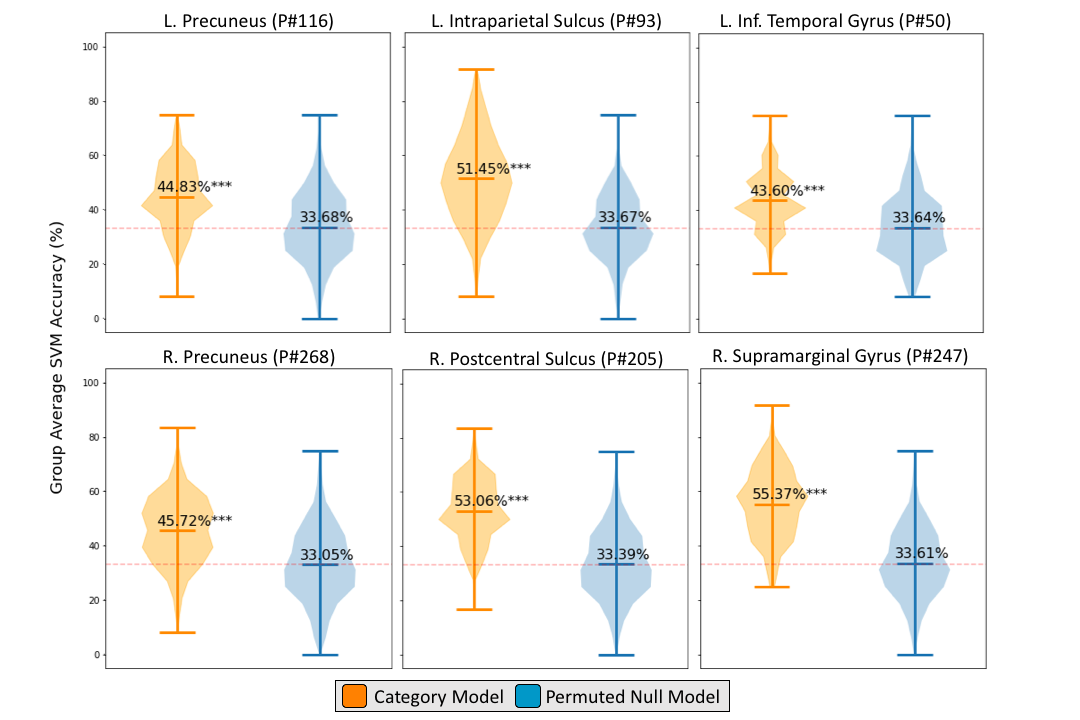 L. Precuneus (P#116)
L. Intraparietal Sulcus (P#93)
L. Inf. Temporal Gyrus (P#50)
100
80
60
40
20
0
44.83%***
33.68%
51.45%***
33.67%
43.60%***
33.64%
Group Average SVM Accuracy (%)
R. Precuneus (P#268)
R. Postcentral Sulcus (P#205)
R. Supramarginal Gyrus (P#247)
100
80
60
40
20
0
45.72%***
33.05%
53.06%***
33.39%
55.37%***
33.61%
Category Model
Permuted Null Model